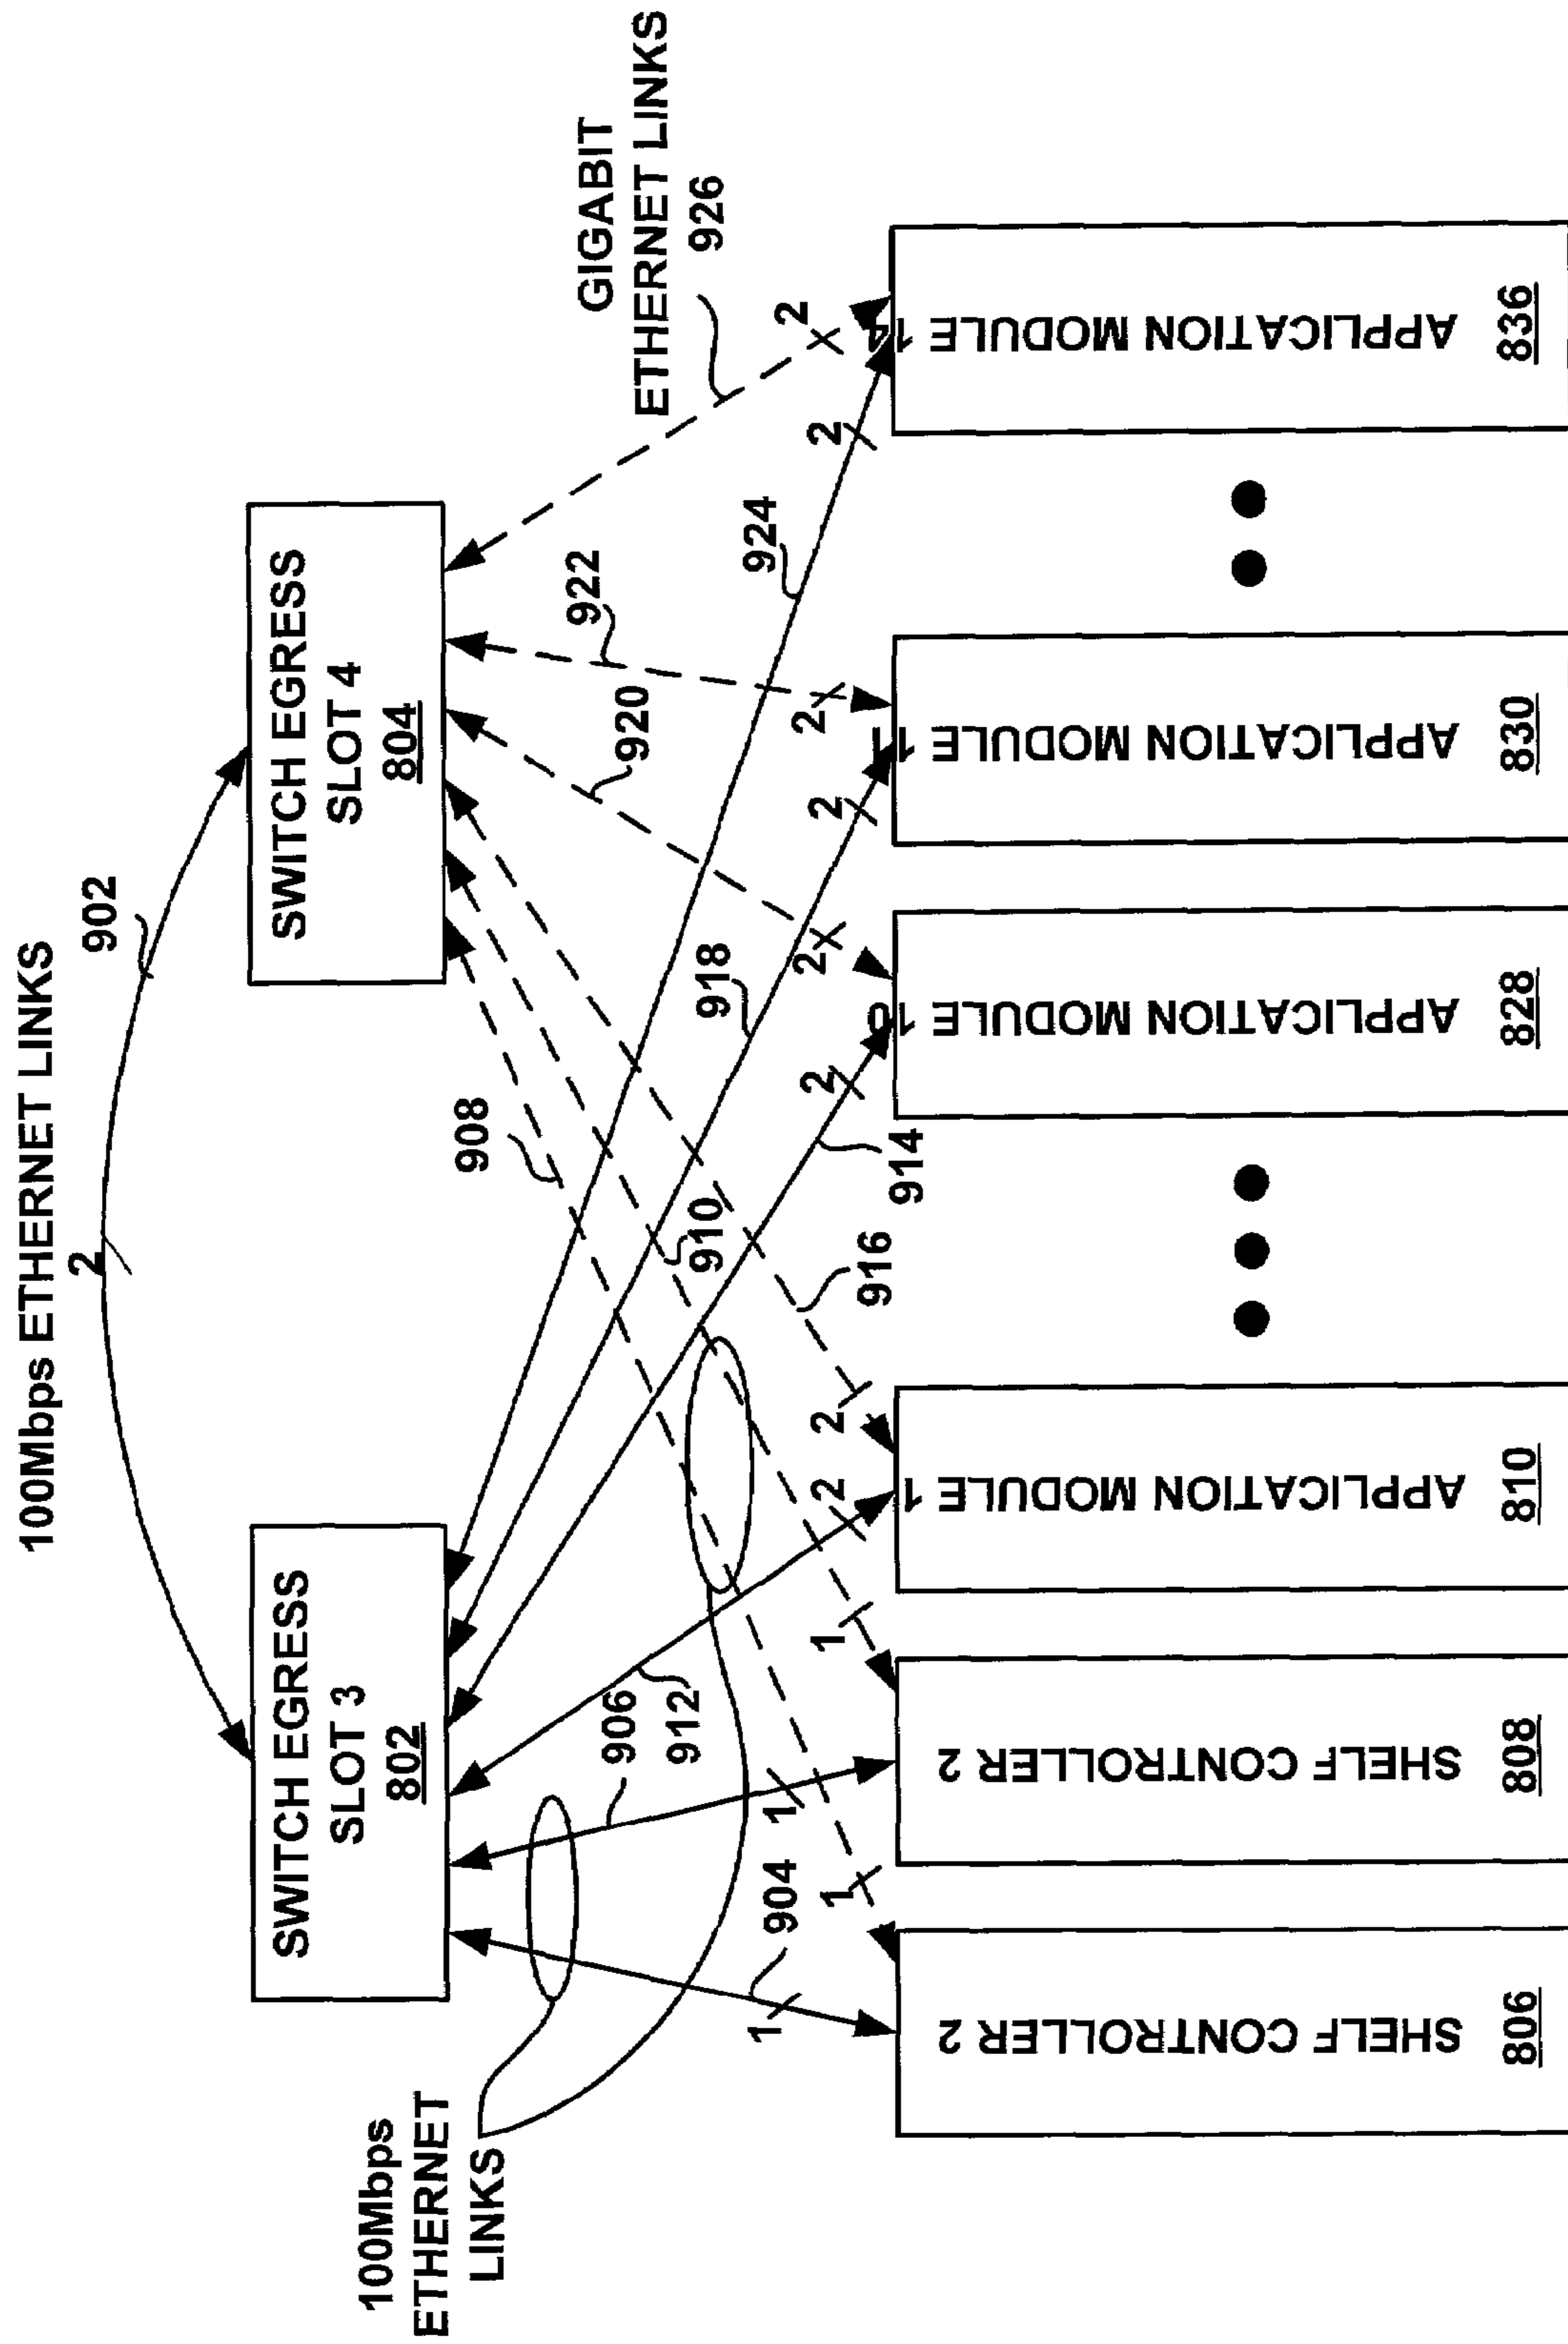 100Mbps ETHERNET LINKS
902
2
SWITCH EGRESS
SLOT 3
802
SWITCH EGRESS
SLOT 4
804
100Mbps
ETHERNET
LINKS
GIGABIT
ETHERNET LINKS
926
908
922
920
924
906
912
910
918
904
916
914
1
1
1
1
2
2
2
2
2
2
2
2
SHELF CONTROLLER 2
806
SHELF CONTROLLER 2
808
APPLICATION MODULE 1
810
APPLICATION MODULE 10
828
APPLICATION MODULE 11
830
APPLICATION MODULE 14
836